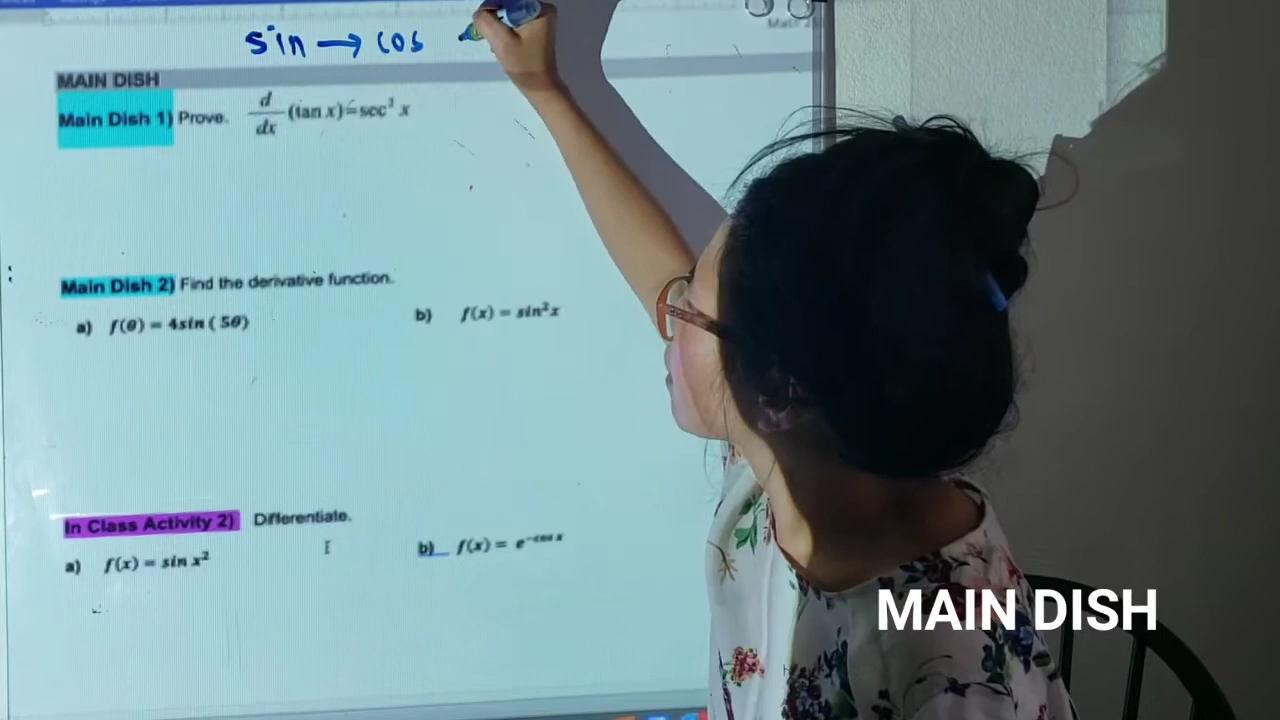 sin → cos
MAIN DISH
Main Dish 1) Prove. d/dx (tan x)=sec² x
Main Dish 2) Find the derivative function.
a) f(θ) = 4sin ( 5θ) b) f(x) = sin²x
In Class Activity 2) Differentiate.
a) f(x) = sin x² b) f(x) = e^(-cos x)
MAIN DISH